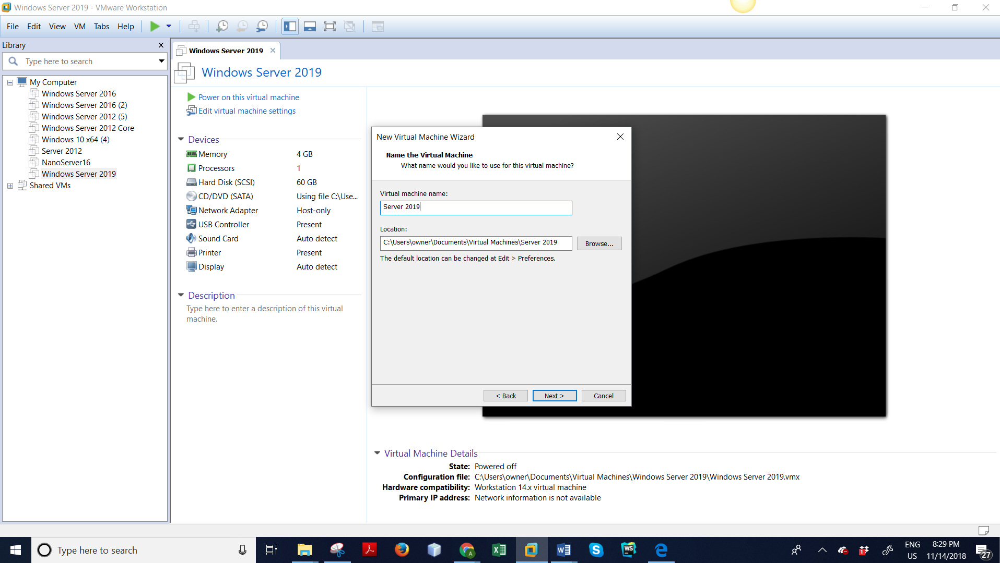 Windows Server 2019 - VMware Workstation
File Edit View VM Tabs Help
Library
Type here to search
My Computer
Windows Server 2016
Windows Server 2016 (2)
Windows Server 2012 (5)
Windows Server 2012 Core
Windows 10 x64 (4)
Server 2012
NanoServer16
Windows Server 2019
Shared VMs
Windows Server 2019
Windows Server 2019
Power on this virtual machine
Edit virtual machine settings
Devices
Memory 4 GB
Processors 1
Hard Disk (SCSI) 60 GB
CD/DVD (SATA) Using file C:\Use...
Network Adapter Host-only
USB Controller Present
Sound Card Auto detect
Printer Present
Display Auto detect
Description
Type here to enter a description of this virtual
machine.
New Virtual Machine Wizard
Name the Virtual Machine
What name would you like to use for this virtual machine?
Virtual machine name:
Server 2019
Location:
C:\Users\owner\Documents\Virtual Machines\Server 2019
Browse...
The default location can be changed at Edit > Preferences.
< Back Next > Cancel
Virtual Machine Details
State: Powered off
Configuration file: C:\Users\owner\Documents\Virtual Machines\Windows Server 2019\Windows Server 2019.vmx
Hardware compatibility: Workstation 14.x virtual machine
Primary IP address: Network information is not available
Type here to search
WS
A
1
ENG
US
8:29 PM
11/14/2018
27